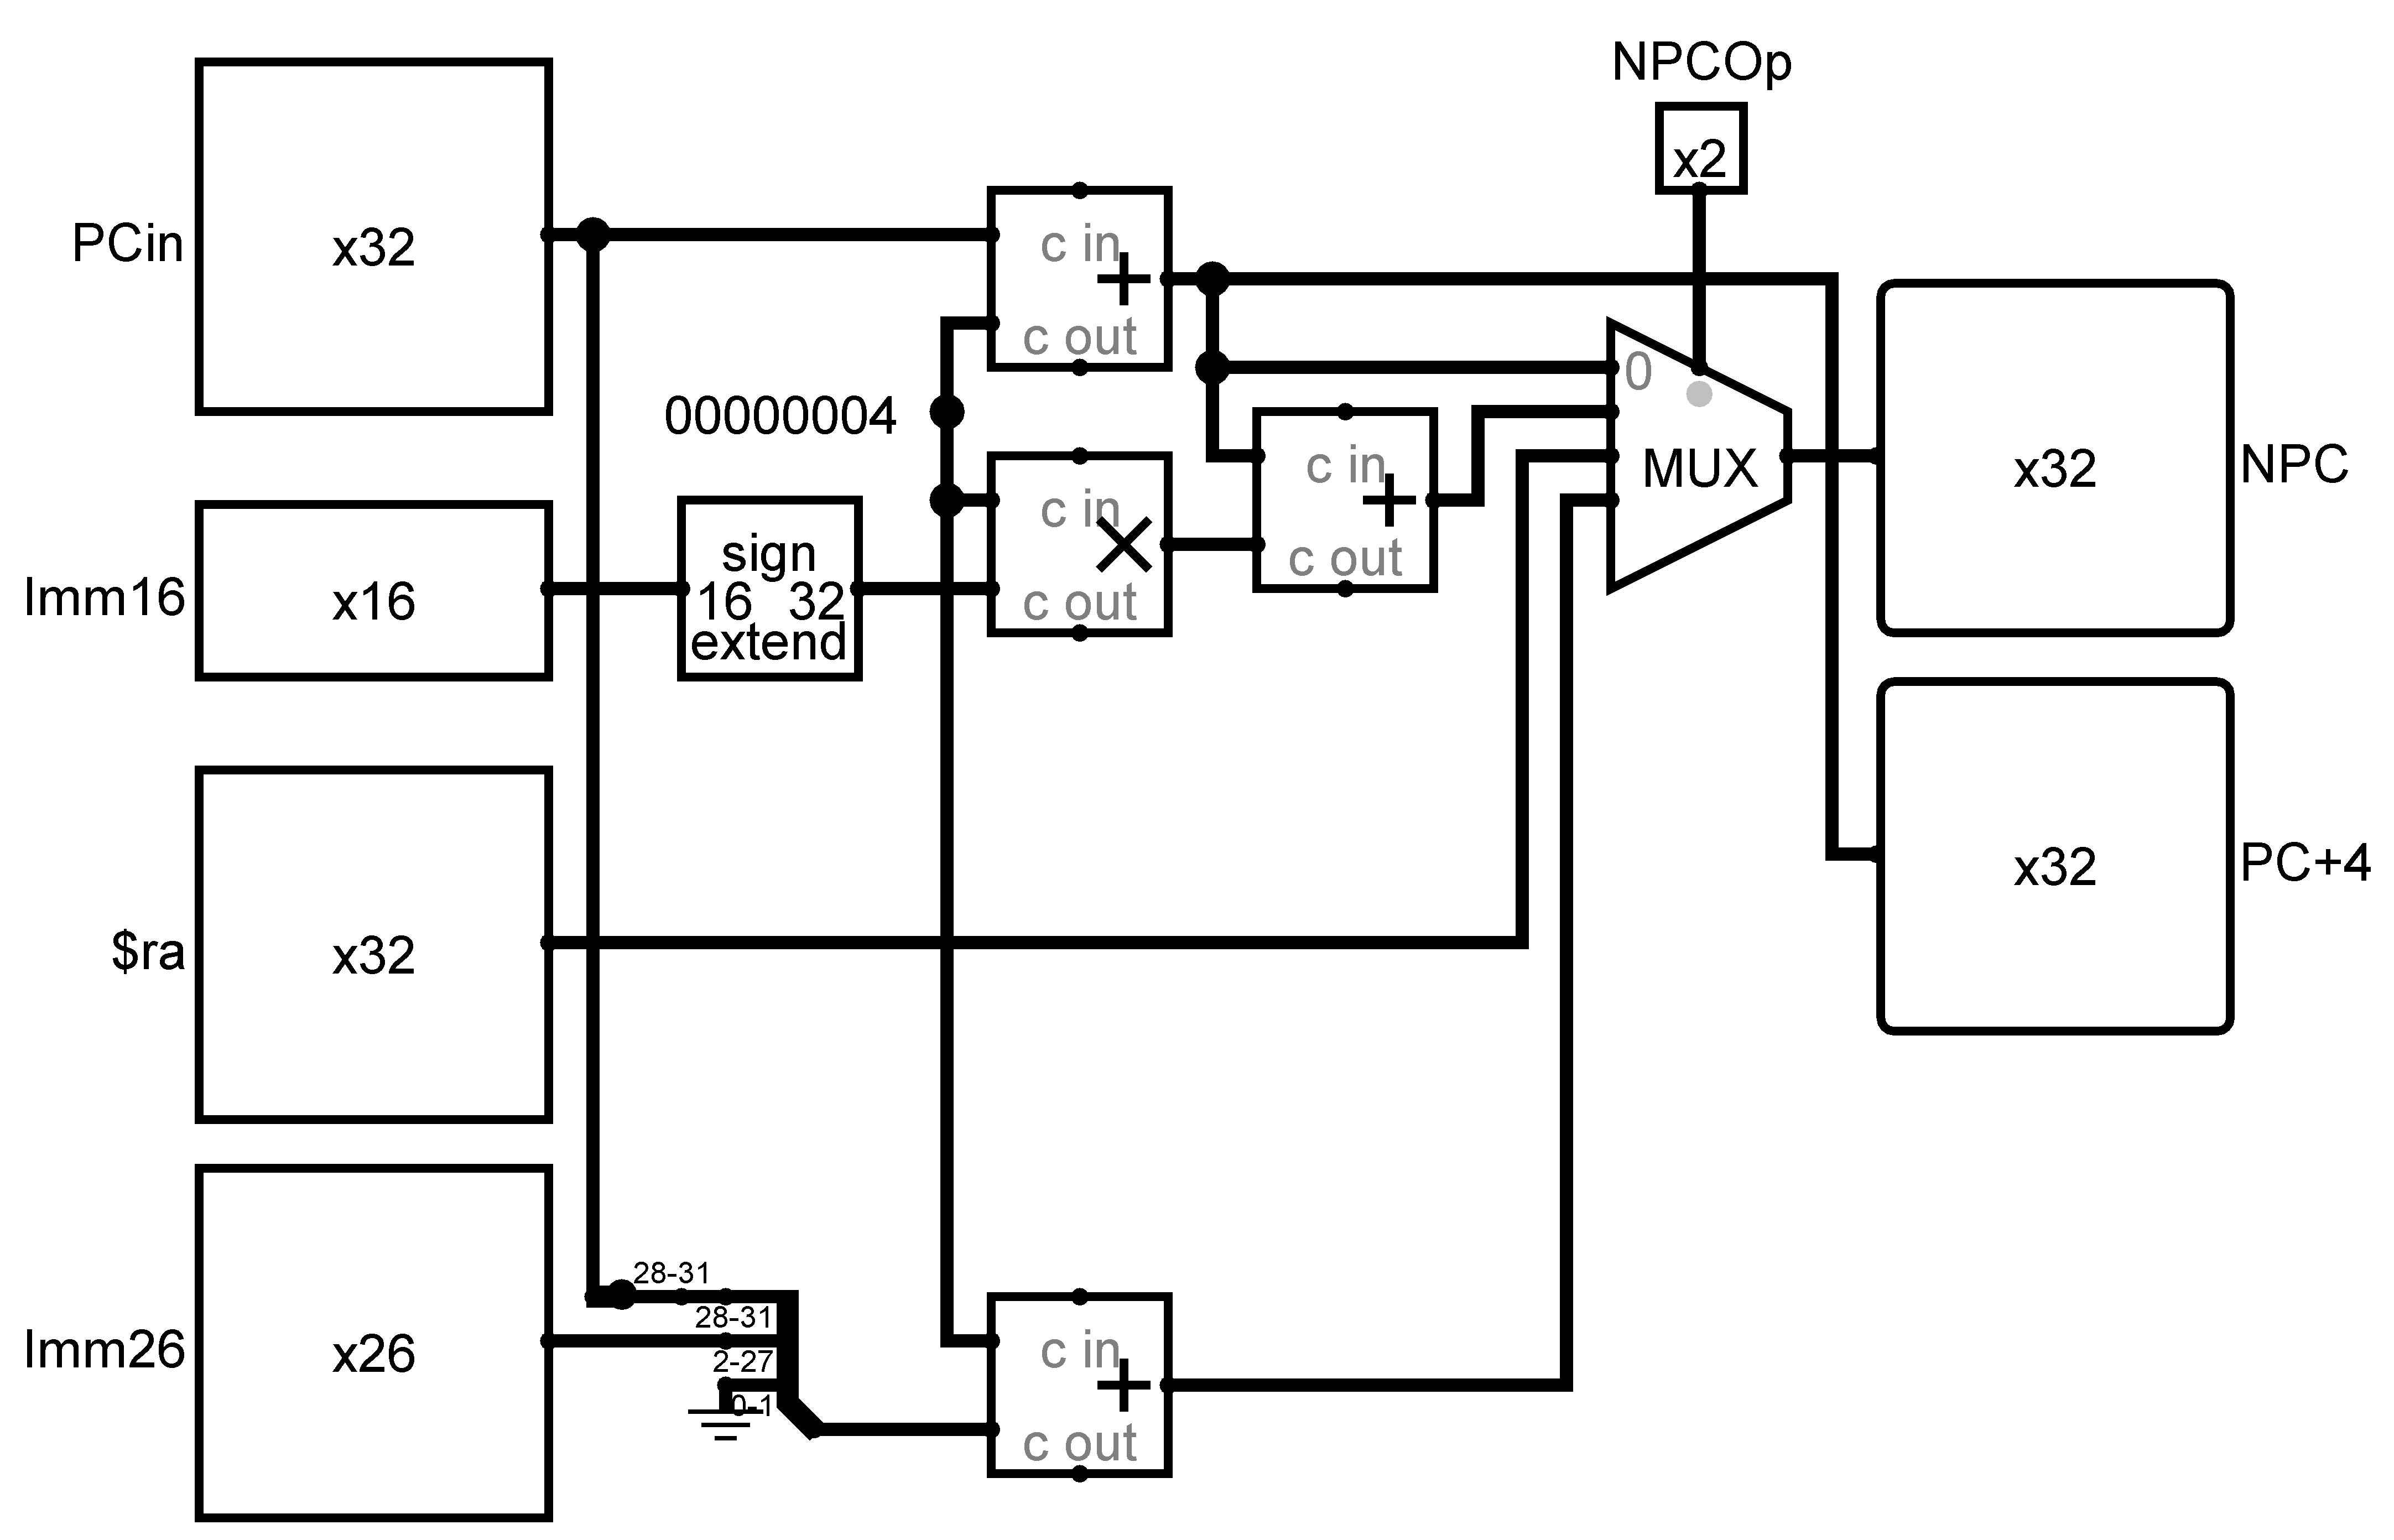 NPCOp
x2
PCin
x32
c in
+
c out
00000004
0
MUX
x32
NPC
c in
+
c out
c in
×
c out
Imm16
x16
sign
16 32
extend
x32
PC+4
$ra
x32
28-31
28-31
Imm26
x26
2-27
0-1
c in
+
c out